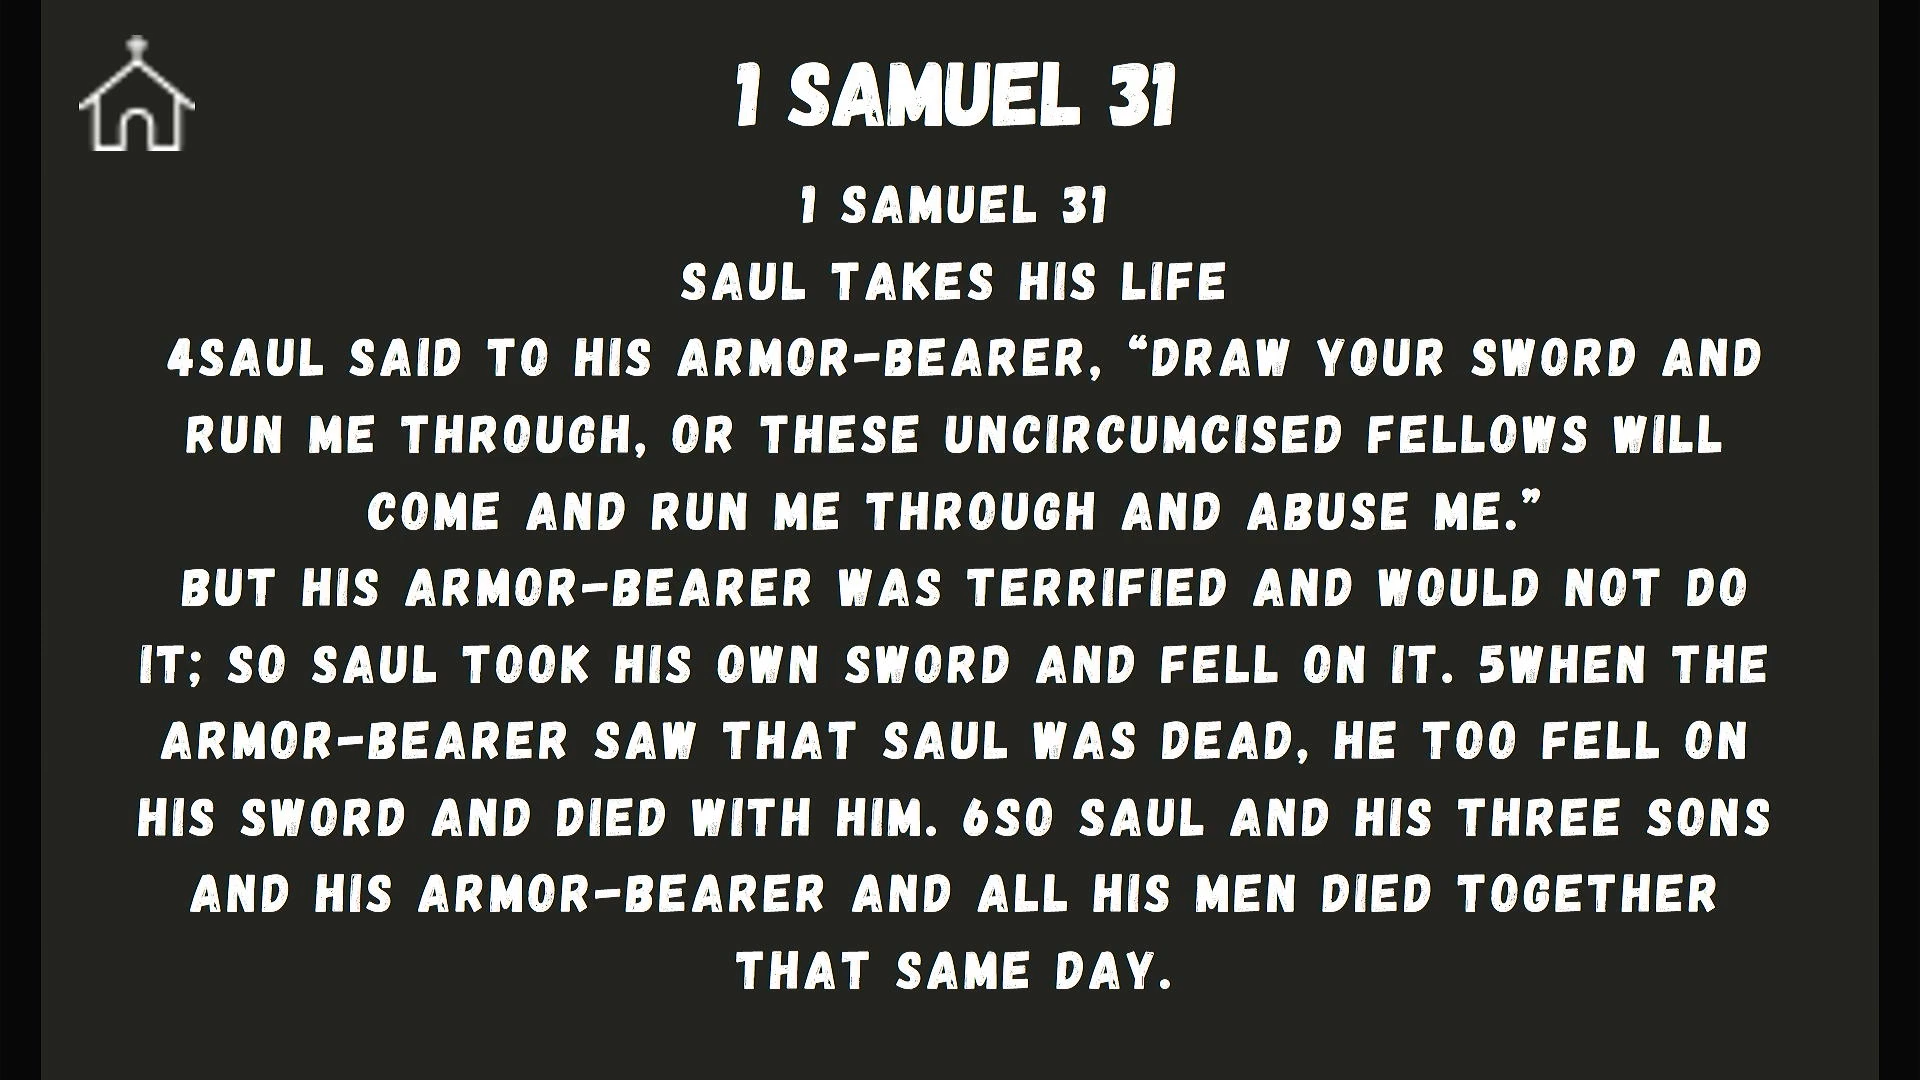 1 SAMUEL 31
1 SAMUEL 31
SAUL TAKES HIS LIFE
4SAUL SAID TO HIS ARMOR-BEARER, “DRAW YOUR SWORD AND
RUN ME THROUGH, OR THESE UNCIRCUMCISED FELLOWS WILL
COME AND RUN ME THROUGH AND ABUSE ME.”
BUT HIS ARMOR-BEARER WAS TERRIFIED AND WOULD NOT DO
IT; SO SAUL TOOK HIS OWN SWORD AND FELL ON IT. 5WHEN THE
ARMOR-BEARER SAW THAT SAUL WAS DEAD, HE TOO FELL ON
HIS SWORD AND DIED WITH HIM. 6SO SAUL AND HIS THREE SONS
AND HIS ARMOR-BEARER AND ALL HIS MEN DIED TOGETHER
THAT SAME DAY.